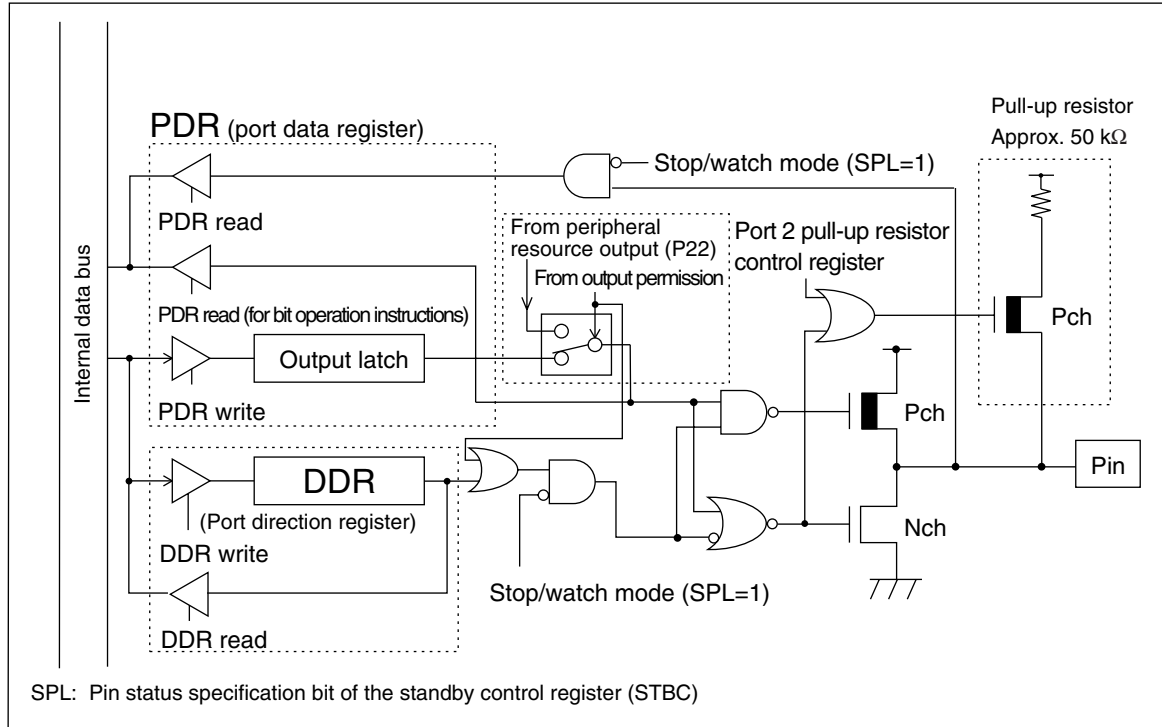 Pull-up resistor
Approx. 50 kΩ
PDR (port data register)
Stop/watch mode (SPL=1)
PDR read
From peripheral
resource output (P22)
From output permission
Port 2 pull-up resistor
control register
Pch
Internal data bus
PDR read (for bit operation instructions)
Output latch
PDR write
Pch
Pin
DDR
(Port direction register)
DDR write
Nch
Stop/watch mode (SPL=1)
DDR read
SPL: Pin status specification bit of the standby control register (STBC)